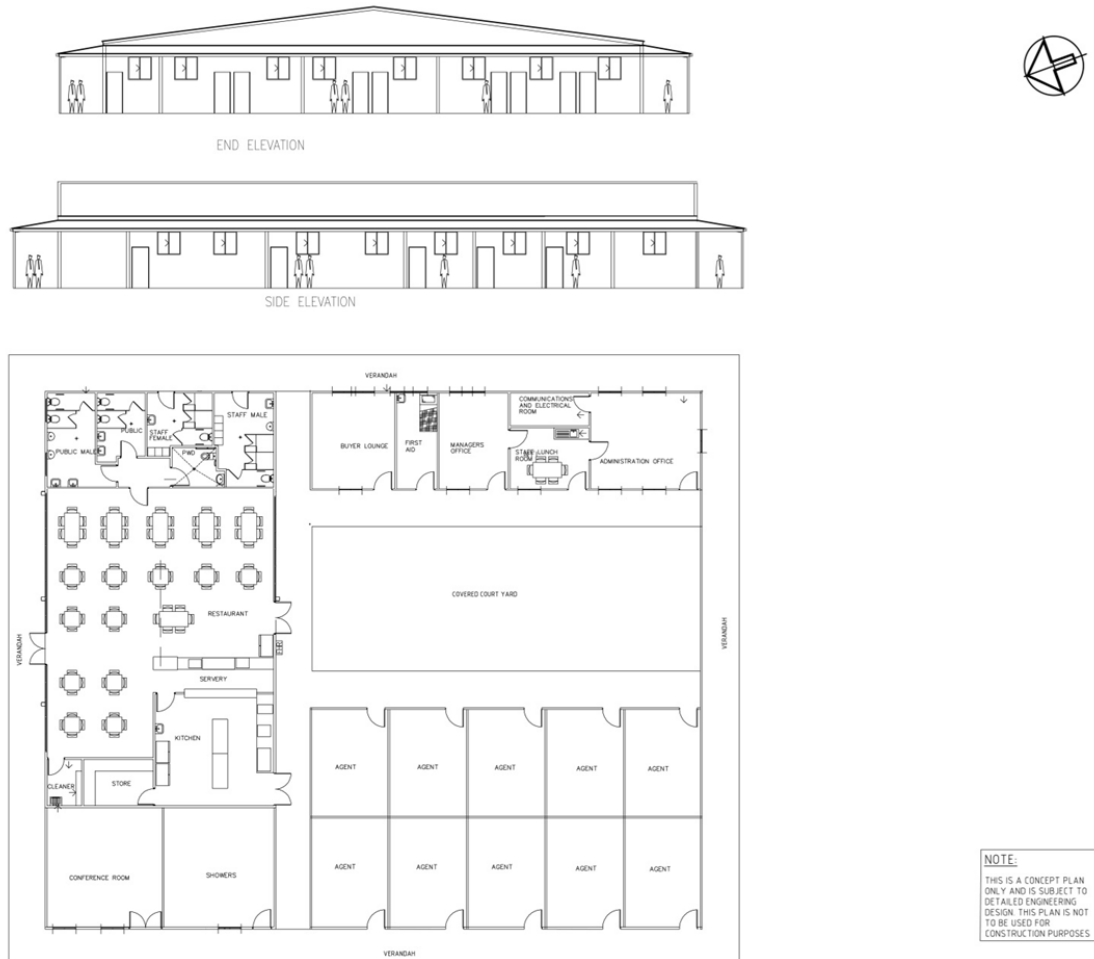 END ELEVATION
SIDE ELEVATION
VERANDAH
COMMUNICATIONS
AND ELECTRICAL
ROOM
STAFF MALE
PUBLIC
STAFF
FEMALE
PUBLIC MALE
PWD
BUYER LOUNGE
FIRST
AID
MANAGERS
OFFICE
STAFF LUNCH
ROOM
ADMINISTRATION OFFICE
COVERED COURT YARD
RESTAURANT
VERANDAH
VERANDAH
SERVERY
KITCHEN
CLEANER
STORE
AGENT
AGENT
AGENT
AGENT
AGENT
AGENT
AGENT
AGENT
AGENT
AGENT
CONFERENCE ROOM
SHOWERS
VERANDAH
NOTE:
THIS IS A CONCEPT PLAN
ONLY AND IS SUBJECT TO
DETAILED ENGINEERING
DESIGN. THIS PLAN IS NOT
TO BE USED FOR
CONSTRUCTION PURPOSES